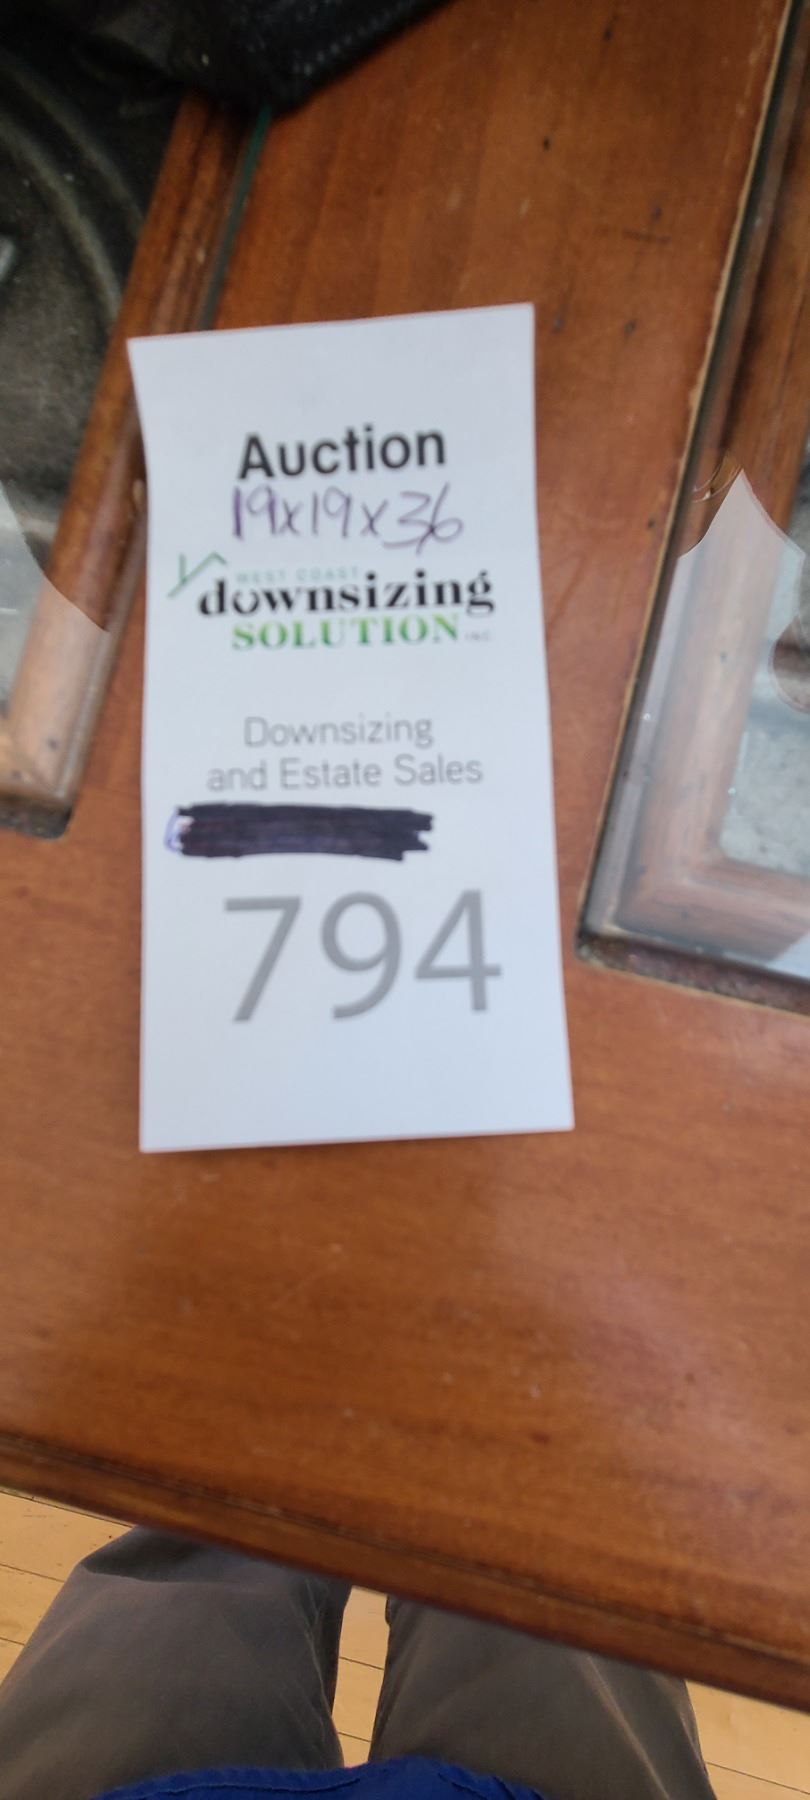 Auction
19x19x36
WEST COAST
downsizing
SOLUTION INC
Downsizing
and Estate Sales
794